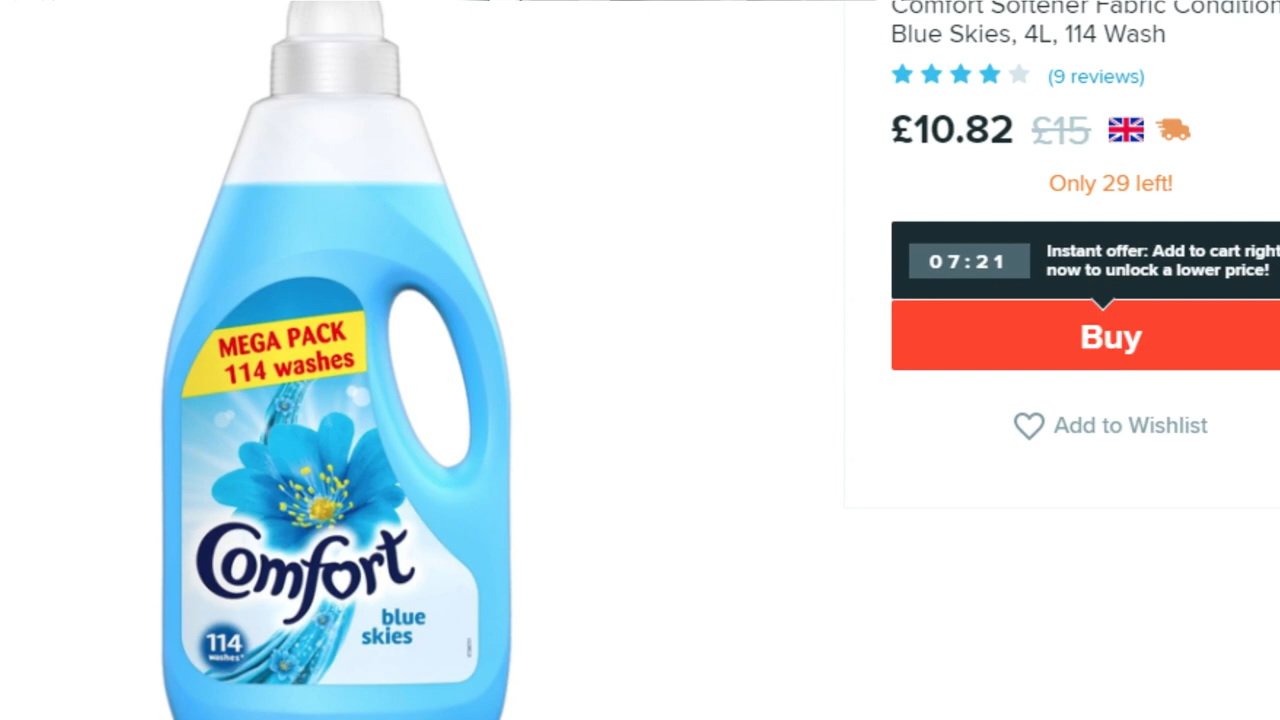 Comfort Softener Fabric Condition
Blue Skies, 4L, 114 Wash
(9 reviews)
£10.82 £15
Only 29 left!
07:21
Instant offer: Add to cart right
now to unlock a lower price!
Buy
Add to Wishlist
MEGA PACK
114 washes
Comfort
blue
skies
114
washes*